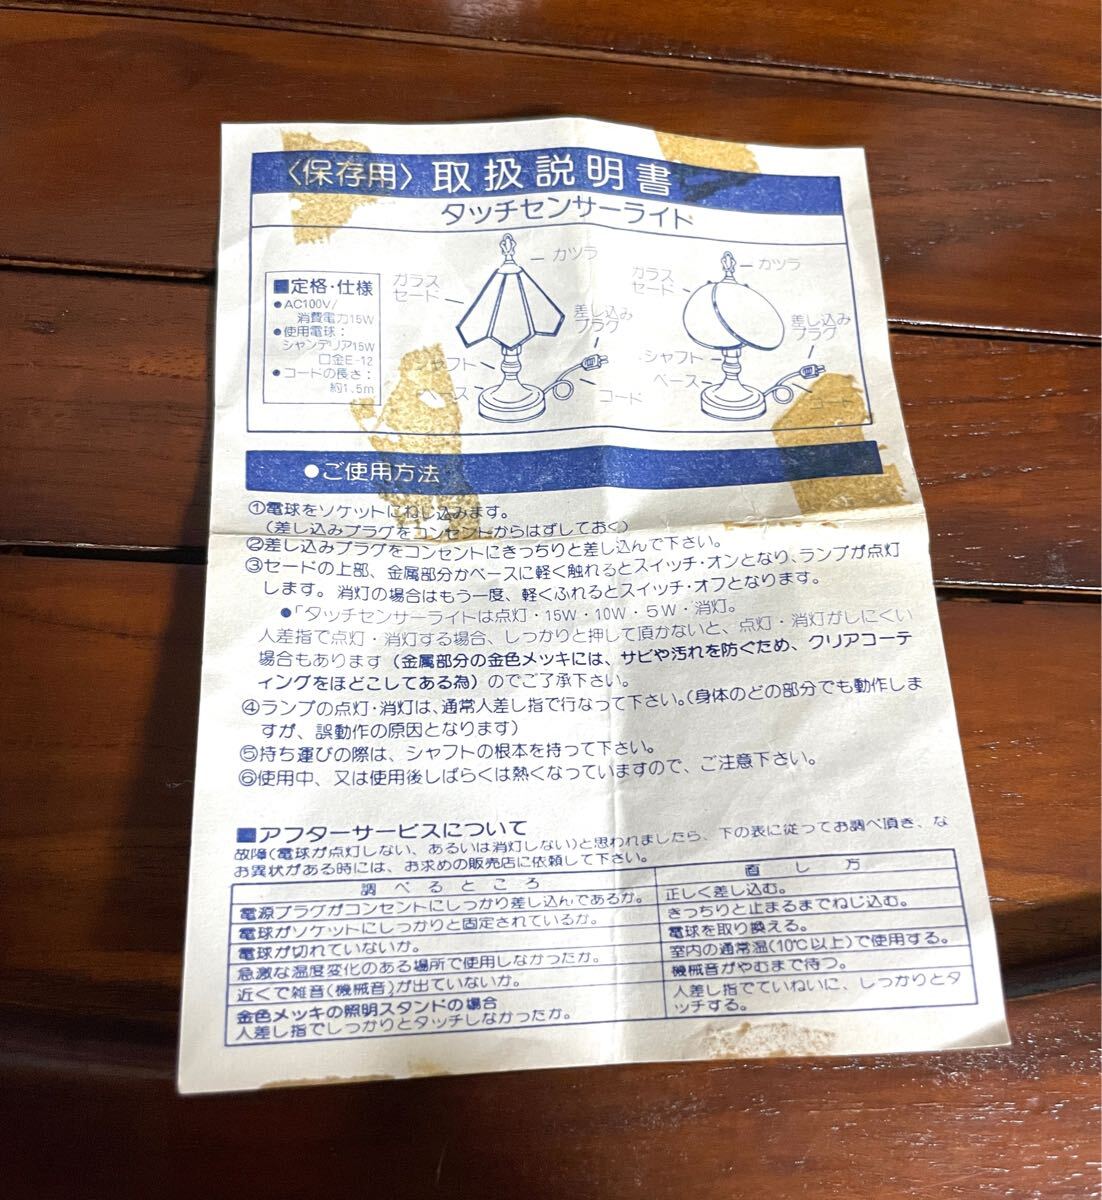 〈保存用〉取扱説明書
タッチセンサーライト
■定格・仕様
●AC100V/
消費電力15W
●使用電球：
シャンデリア15W
口金E-12
●コードの長さ：
約1.5m
カツラ
ガラス
セード
差し込み
プラグ
シャフト
ース
コード
カツラ
ガラス
セード
差し込み
プラグ
シャフト
ベース
コード
●ご使用方法
①電球をソケットにねじ込みます。
(差し込みプラグをコンセントからはずしておく)
②差し込みプラグをコンセントにきっちりと差し込んで下さい。
③セードの上部、金属部分かベースに軽く触れるとスイッチ・オンとなり、ランプが点灯
します。消灯の場合はもう一度、軽くふれるとスイッチ・オフとなります。
●「タッチセンサーライトは点灯・15W・10W・5W・消灯。
人差指で点灯・消灯する場合、しっかりと押して頂かないと、点灯・消灯がしにくい
場合もあります(金属部分の金色メッキには、サビや汚れを防ぐため、クリアコーテ
ィングをほどこしてある為)のでご了承下さい。
④ランプの点灯・消灯は、通常人差し指で行なって下さい。(身体のどの部分でも動作しま
すが、誤動作の原因となります)
⑤持ち運びの際は、シャフトの根本を持って下さい。
⑥使用中、又は使用後しばらくは熱くなっていますので、ご注意下さい。
■アフターサービスについて
故障(電球が点灯しない、あるいは消灯しない)と思われましたら、下の表に従ってお調べ頂き、な
お異状がある時には、お求めの販売店に依頼して下さい。
調べるところ
直し方
電源プラグがコンセントにしっかり差し込んであるか。
正しく差し込む。
電球がソケットにしっかりと固定されているか。
きっちりと止まるまでねじ込む。
電球が切れていないか。
電球を取り換える。
急激な温度変化のある場所で使用しなかったか。
室内の通常温(10℃以上)で使用する。
近くで雑音(機械音)が出ていないか。
機械音がやむまで待つ。
金色メッキの照明スタンドの場合
人差し指でしっかりとタッチしなかったか。
人差し指でていねいに、しっかりとタ
ッチする。